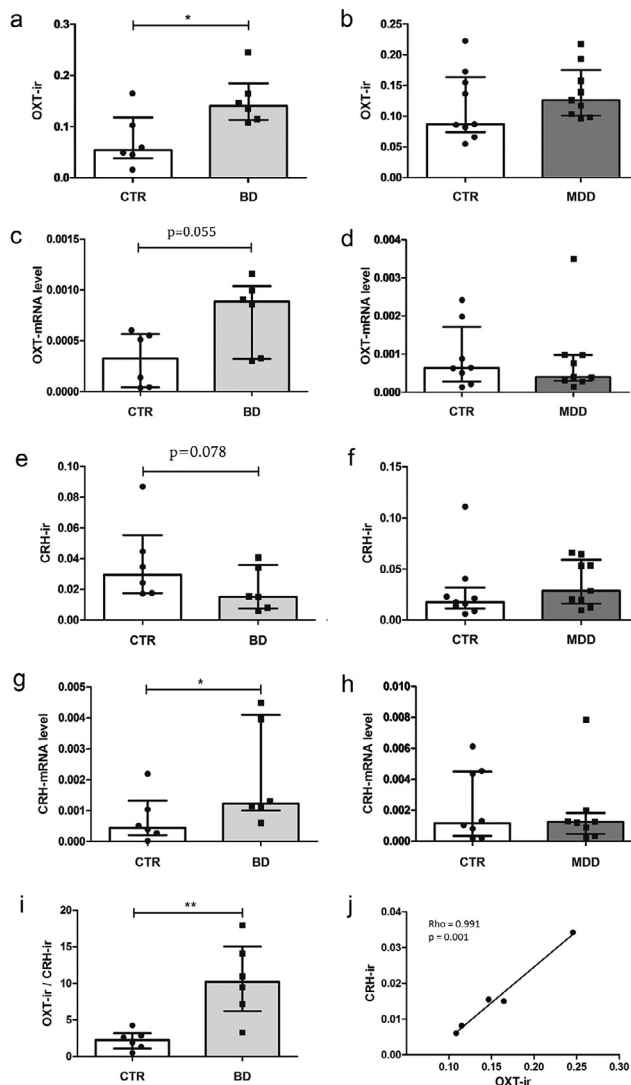 a
*
OXT-ir
0.3
0.2
0.1
0.0
CTR BD
b
OXT-ir
0.25
0.20
0.15
0.10
0.05
0.00
CTR MDD
c
p=0.055
OXT-mRNA level
0.0015
0.0010
0.0005
0.0000
CTR BD
d
OXT-mRNA level
0.004
0.003
0.002
0.001
0.000
CTR MDD
e
p=0.078
CRH-ir
0.10
0.08
0.06
0.04
0.02
0.00
CTR BD
f
CRH-ir
0.15
0.10
0.05
0.00
CTR MDD
g
*
CRH-mRNA level
0.005
0.004
0.003
0.002
0.001
0.000
CTR BD
h
CRH-mRNA level
0.010
0.008
0.006
0.004
0.002
0.000
CTR MDD
i
**
OXT-ir / CRH-ir
20
15
10
5
0
CTR BD
j
Rho = 0.991
p = 0.001
CRH-ir
0.04
0.03
0.02
0.01
0.00
0.10 0.15 0.20 0.25 0.30
OXT-ir